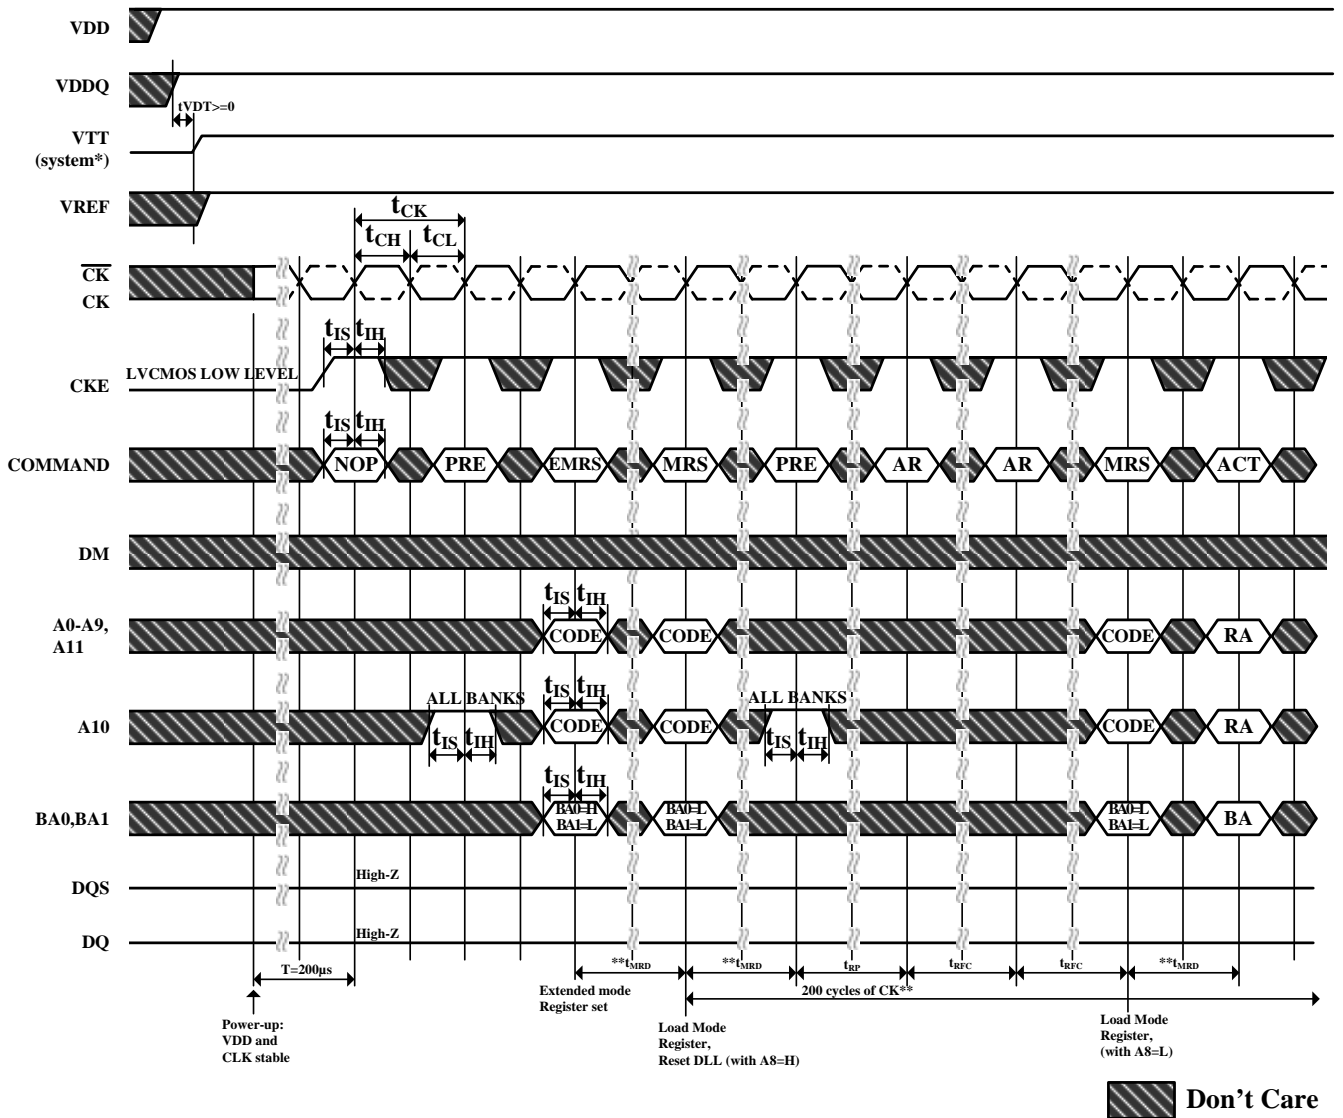 VDD
VDDQ
tVDT>=0
VTT
(system*)
VREF
tCK
tCH tCL
CK
CK
tIS tIH
LVCMOS LOW LEVEL
CKE
tIS tIH
COMMAND NOP PRE EMRS MRS PRE AR AR MRS ACT
DM
tIS tIH
A0-A9,
A11
CODE CODE CODE RA
ALL BANKS tIS tIH ALL BANKS
A10 CODE CODE CODE RA
tIS tIH tIS tIH
tIS tIH
BA0,BA1
BA0=H BA0=L BA0=L
BA1=L BA1=L BA1=L
BA
High-Z
DQS
High-Z
DQ
T=200µs **tMRD **tMRD tRP tRFC tRFC **tMRD
200 cycles of CK**
Extended mode
Register set
Power-up:
VDD and
CLK stable
Load Mode
Register,
Reset DLL (with A8=H)
Load Mode
Register,
(with A8=L)
Don't Care